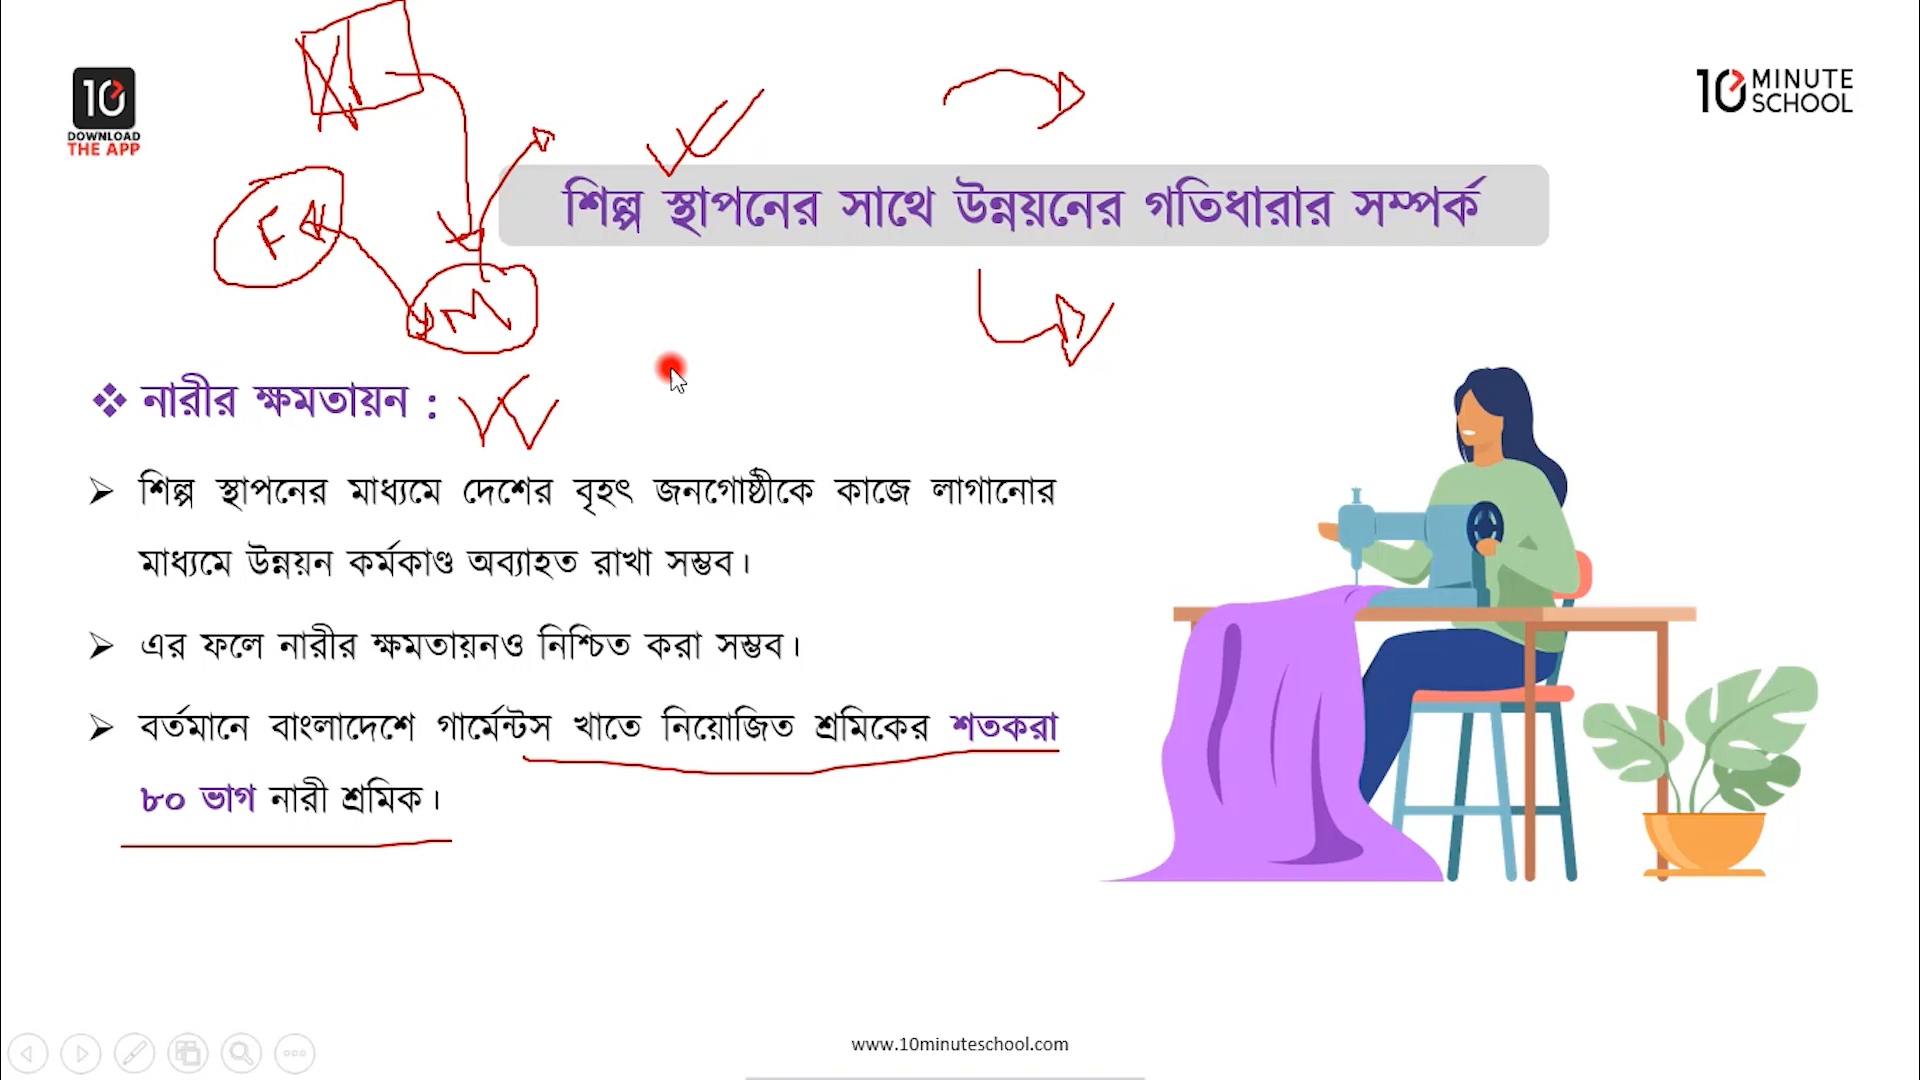 10
DOWNLOAD
THE APP
10 MINUTE
SCHOOL
শিল্প স্থাপনের সাথে উন্নয়নের গতিধারার সম্পর্ক
F
M
❖ নারীর ক্ষমতায়ন :
➢ শিল্প স্থাপনের মাধ্যমে দেশের বৃহৎ জনগোষ্ঠীকে কাজে লাগানোর
মাধ্যমে উন্নয়ন কর্মকাণ্ড অব্যাহত রাখা সম্ভব।
➢ এর ফলে নারীর ক্ষমতায়নও নিশ্চিত করা সম্ভব।
➢ বর্তমানে বাংলাদেশে গার্মেন্টস খাতে নিয়োজিত শ্রমিকের শতকরা
৮০ ভাগ নারী শ্রমিক।
www.10minuteschool.com